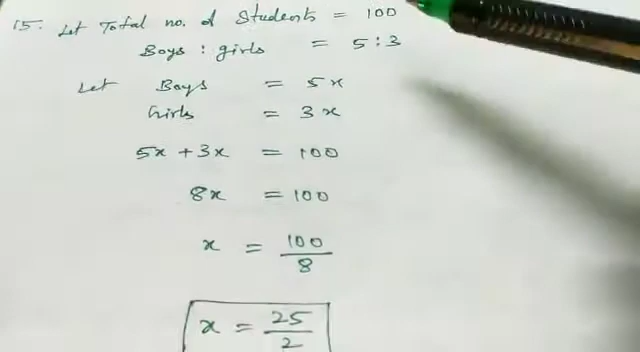 15. Let Total no. of Students = 100
Boys : girls = 5 : 3
Let Boys = 5x
Girls = 3x
5x + 3x = 100
8x = 100
x = 100/8
x = 25/2